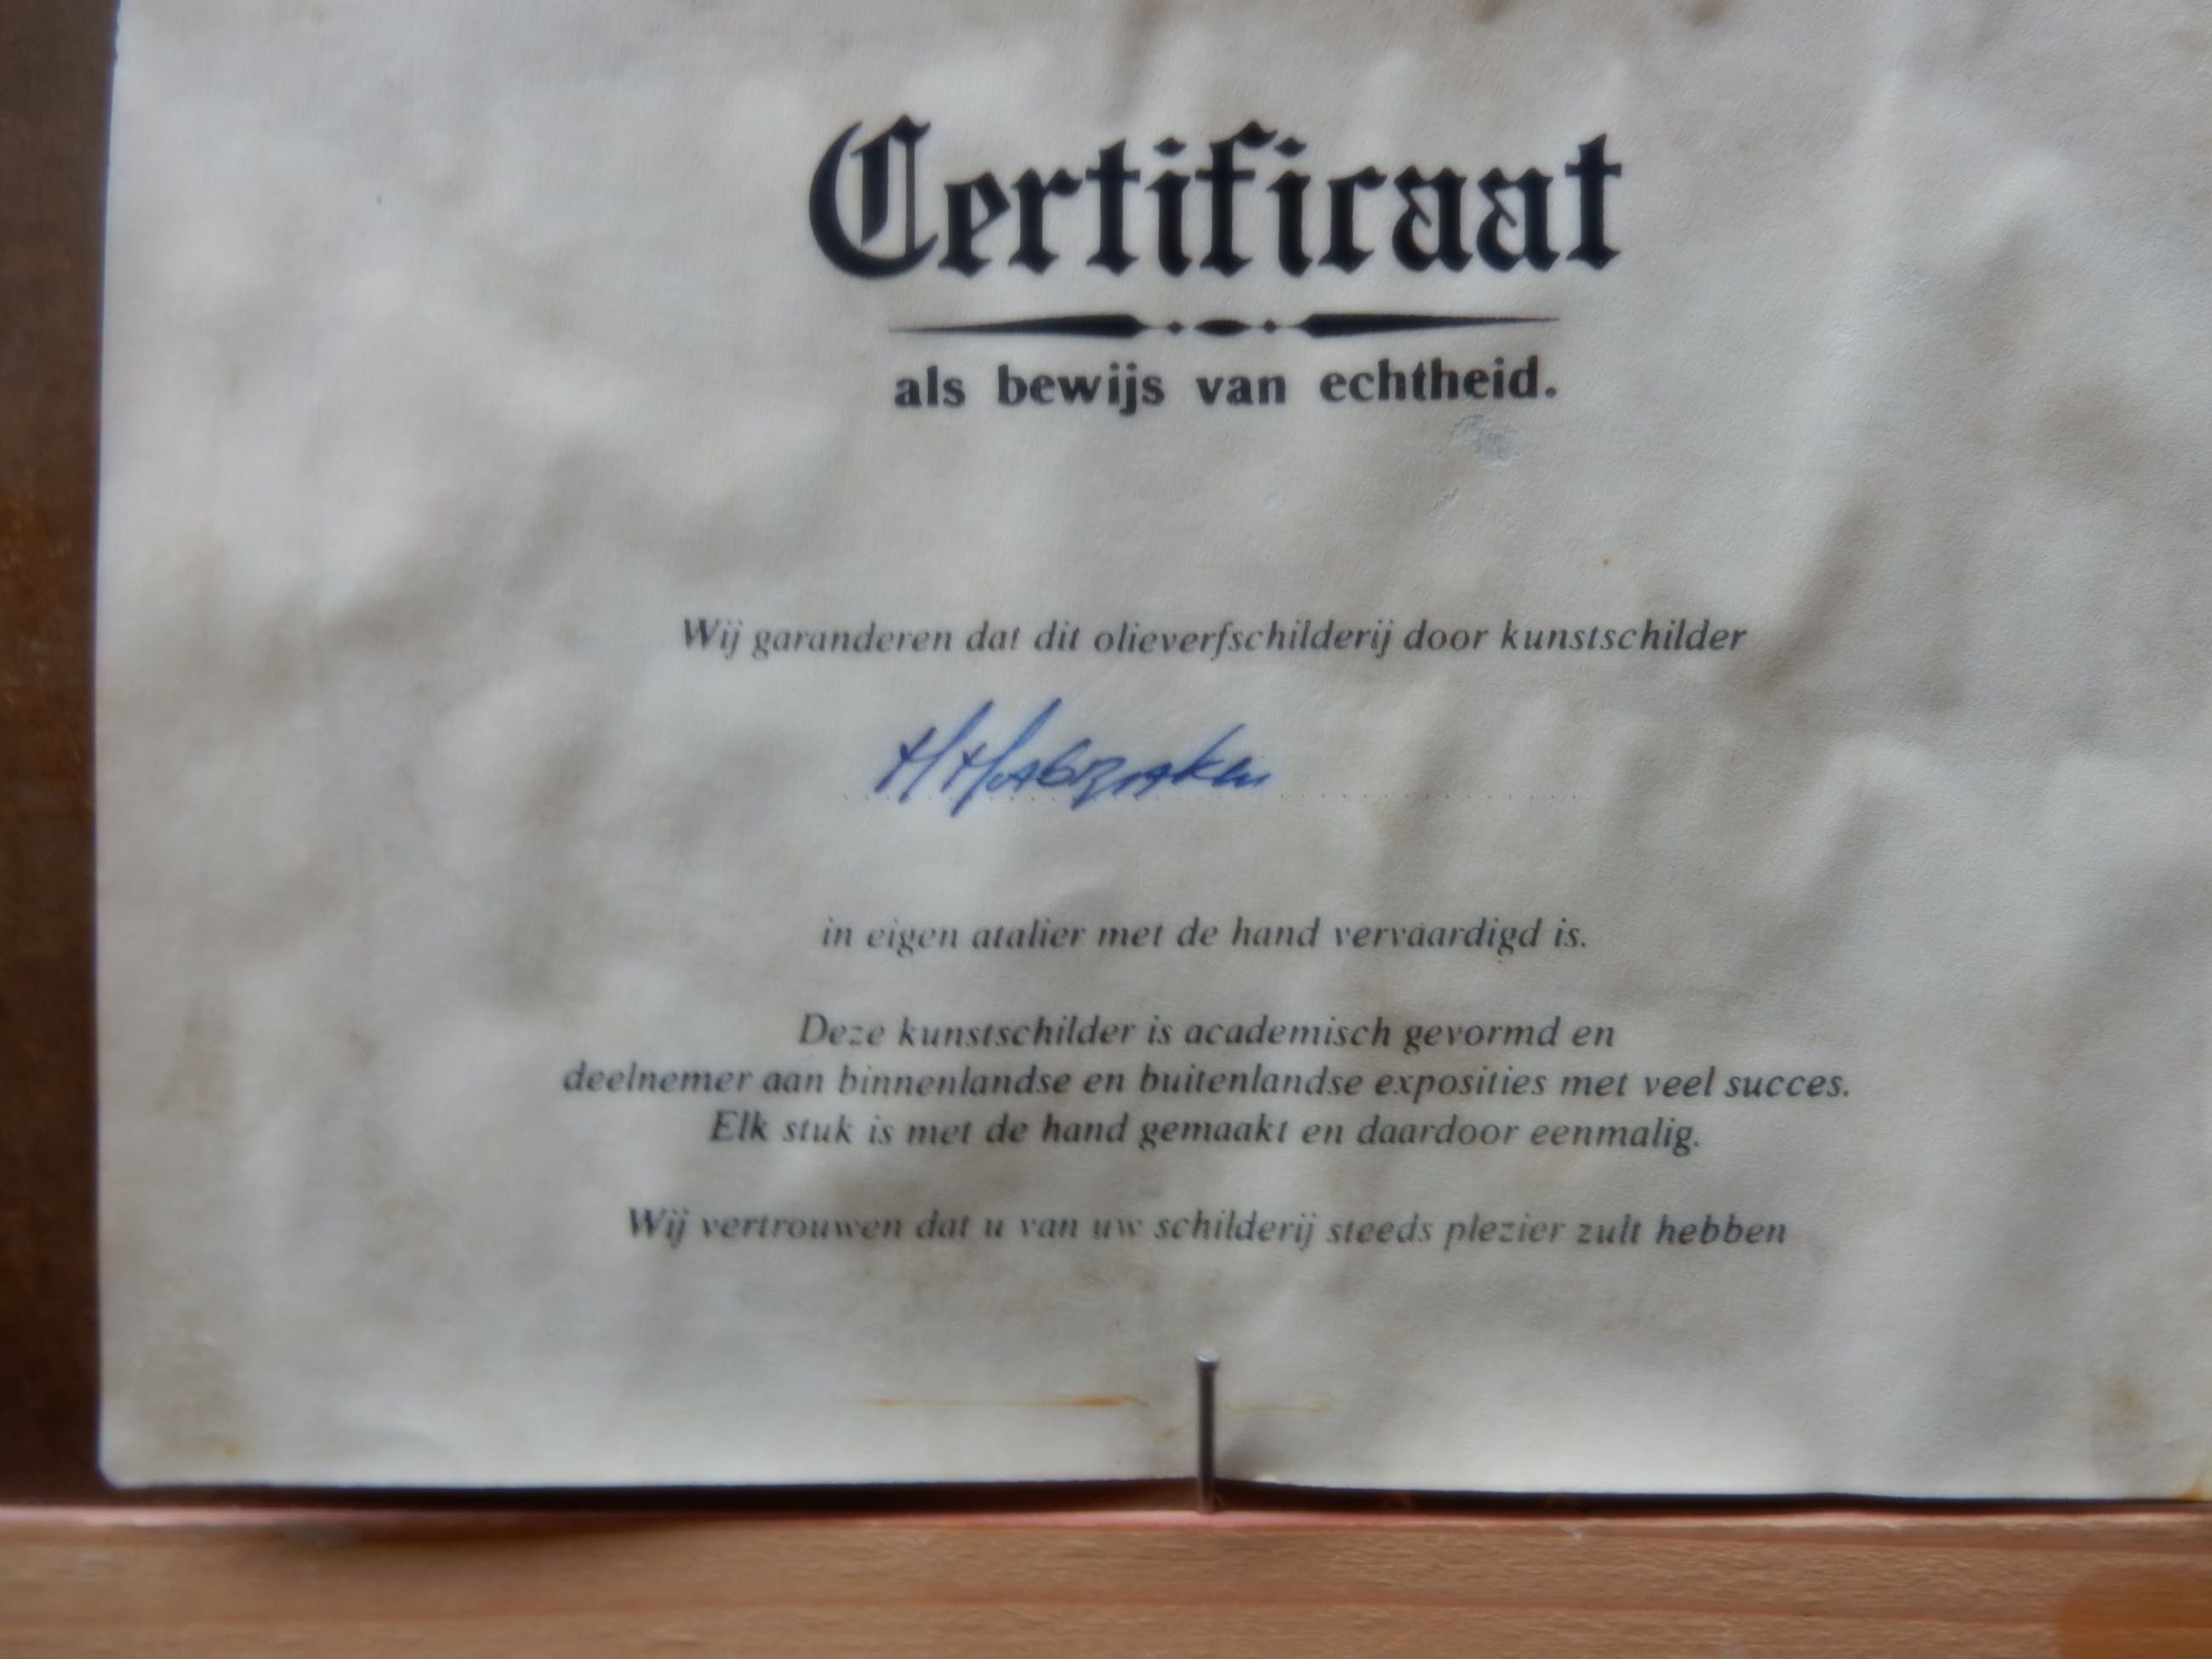 Certificaat
als bewijs van echtheid.
Wij garanderen dat dit olieverfschilderij door kunstschilder
in eigen atalier met de hand vervaardigd is.
Deze kunstschilder is academisch gevormd en
deelnemer aan binnenlandse en buitenlandse exposities met veel succes.
Elk stuk is met de hand gemaakt en daardoor eenmalig.
Wij vertrouwen dat u van uw schilderij steeds plezier zult hebben